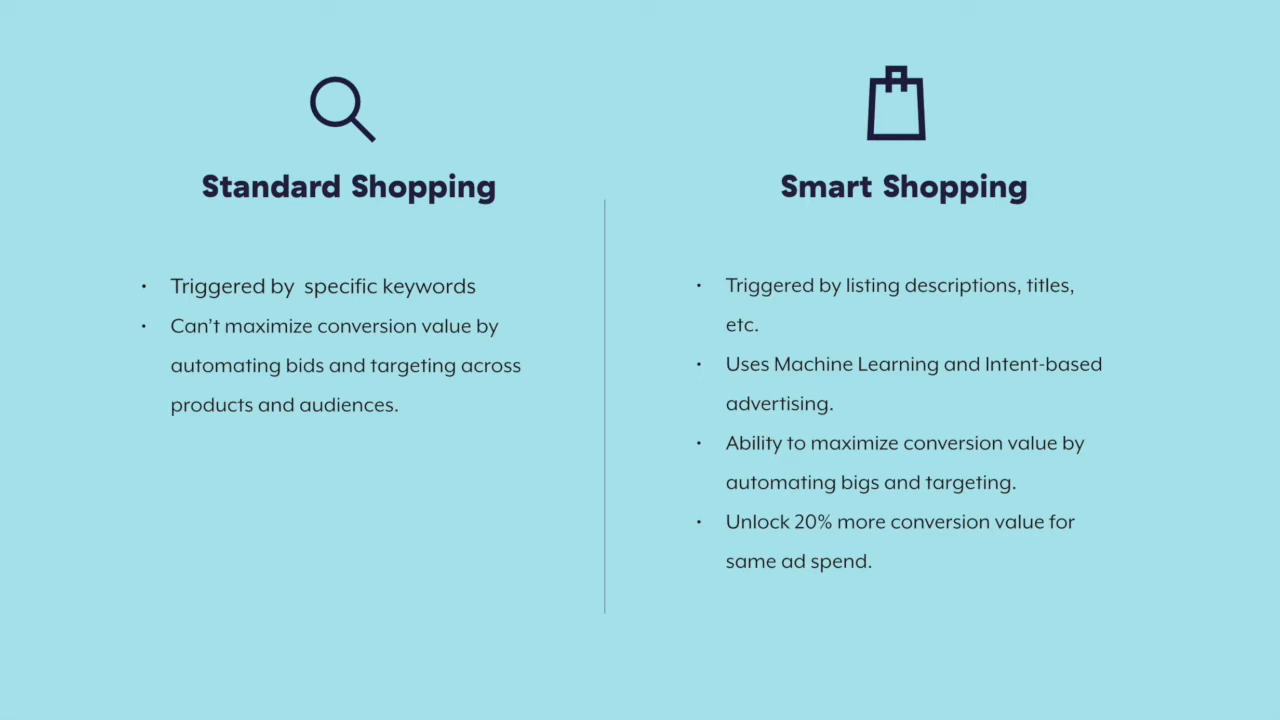 Standard Shopping
• Triggered by  specific keywords
• Can't maximize conversion value by
automating bids and targeting across
products and audiences.
Smart Shopping
• Triggered by listing descriptions, titles,
etc.
• Uses Machine Learning and Intent-based
advertising.
• Ability to maximize conversion value by
automating bigs and targeting.
• Unlock 20% more conversion value for
same ad spend.